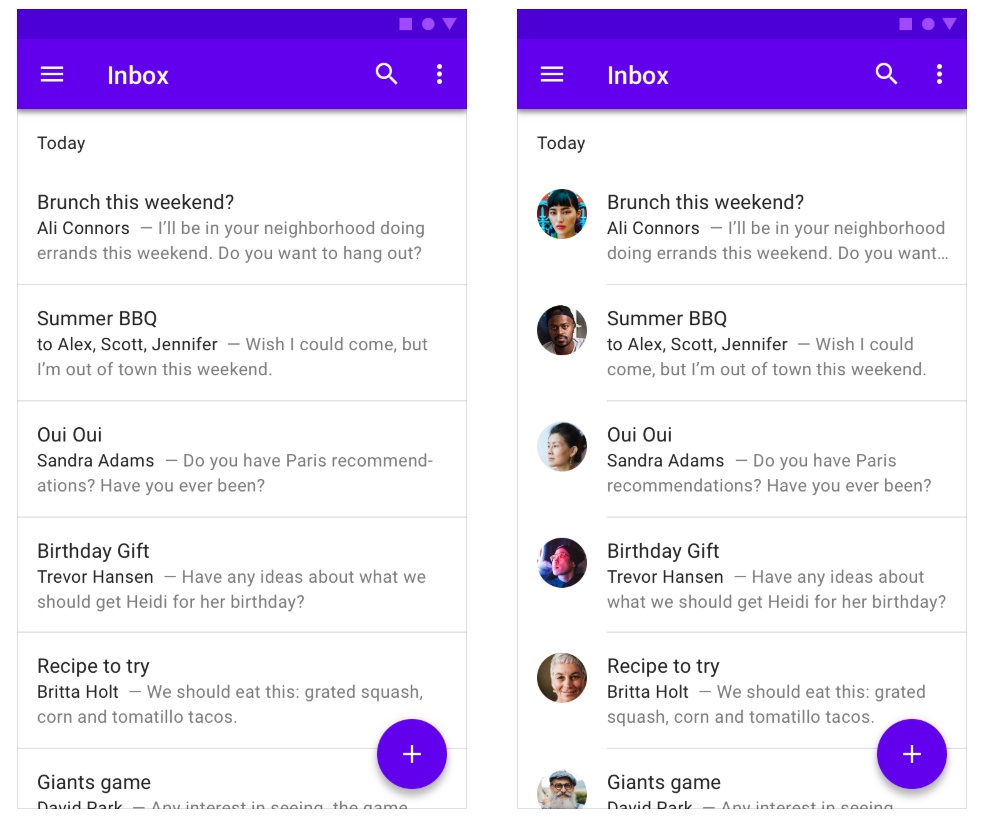 Inbox
Today
Brunch this weekend?
Ali Connors — I’ll be in your neighborhood doing
errands this weekend. Do you want to hang out?
Summer BBQ
to Alex, Scott, Jennifer — Wish I could come, but
I’m out of town this weekend.
Oui Oui
Sandra Adams — Do you have Paris recommend-
ations? Have you ever been?
Birthday Gift
Trevor Hansen — Have any ideas about what we
should get Heidi for her birthday?
Recipe to try
Britta Holt — We should eat this: grated squash,
corn and tomatillo tacos.
Giants game
David Park — Any interest in seeing the game
Inbox
Today
Brunch this weekend?
Ali Connors — I’ll be in your neighborhood
doing errands this weekend. Do you want…
Summer BBQ
to Alex, Scott, Jennifer — Wish I could
come, but I’m out of town this weekend.
Oui Oui
Sandra Adams — Do you have Paris
recommendations? Have you ever been?
Birthday Gift
Trevor Hansen — Have any ideas about
what we should get Heidi for her birthday?
Recipe to try
Britta Holt — We should eat this: grated
squash, corn and tomatillo tacos.
Giants game
David Park — Any interest in seeing